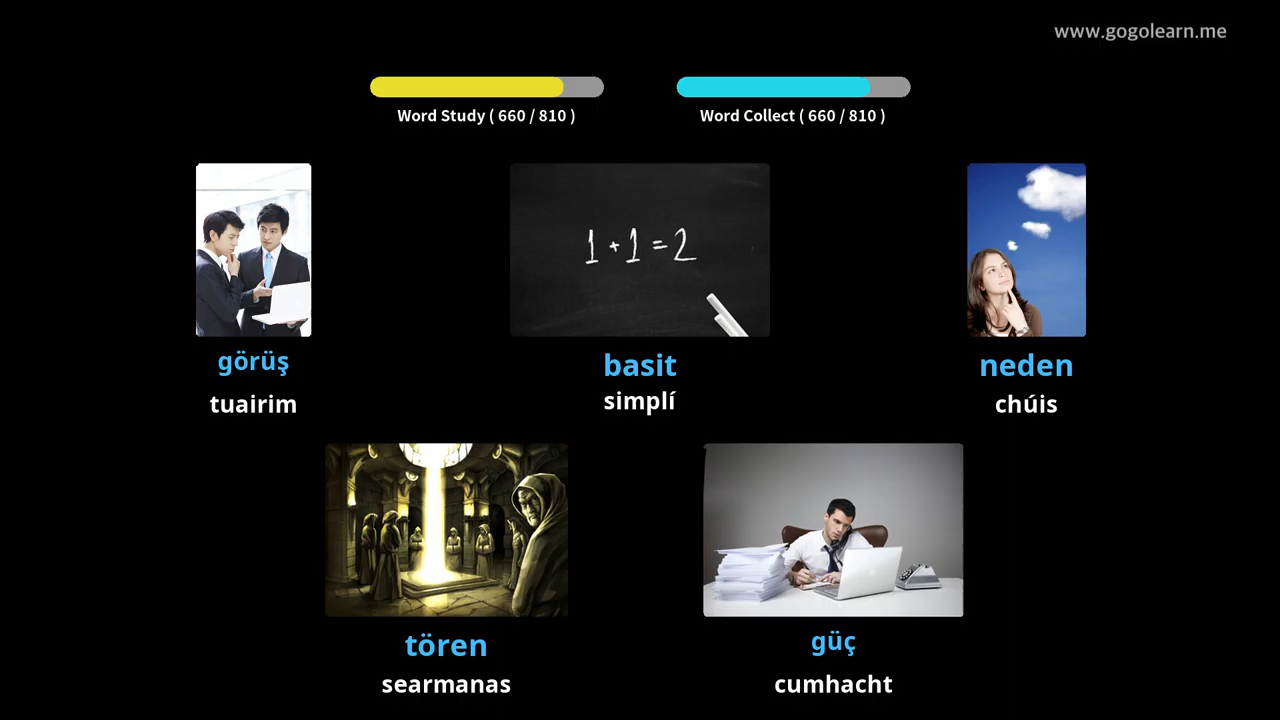 www.gogolearn.me
Word Study ( 660 / 810 )
Word Collect ( 660 / 810 )
1 + 1 = 2
görüş
tuairim
basit
simplí
neden
chúis
tören
searmanas
güç
cumhacht